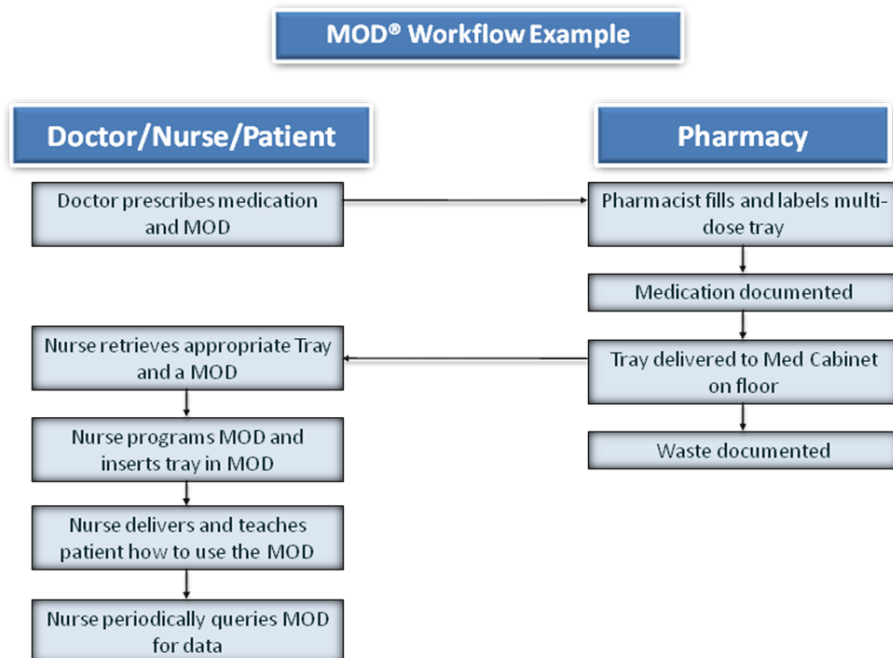 MOD® Workflow Example
Doctor/Nurse/Patient
Pharmacy
Doctor prescribes medication
and MOD
Pharmacist fills and labels multi-
dose tray
Medication documented
Nurse retrieves appropriate Tray
and a MOD
Tray delivered to Med Cabinet
on floor
Nurse programs MOD and
inserts tray in MOD
Waste documented
Nurse delivers and teaches
patient how to use the MOD
Nurse periodically queries MOD
for data